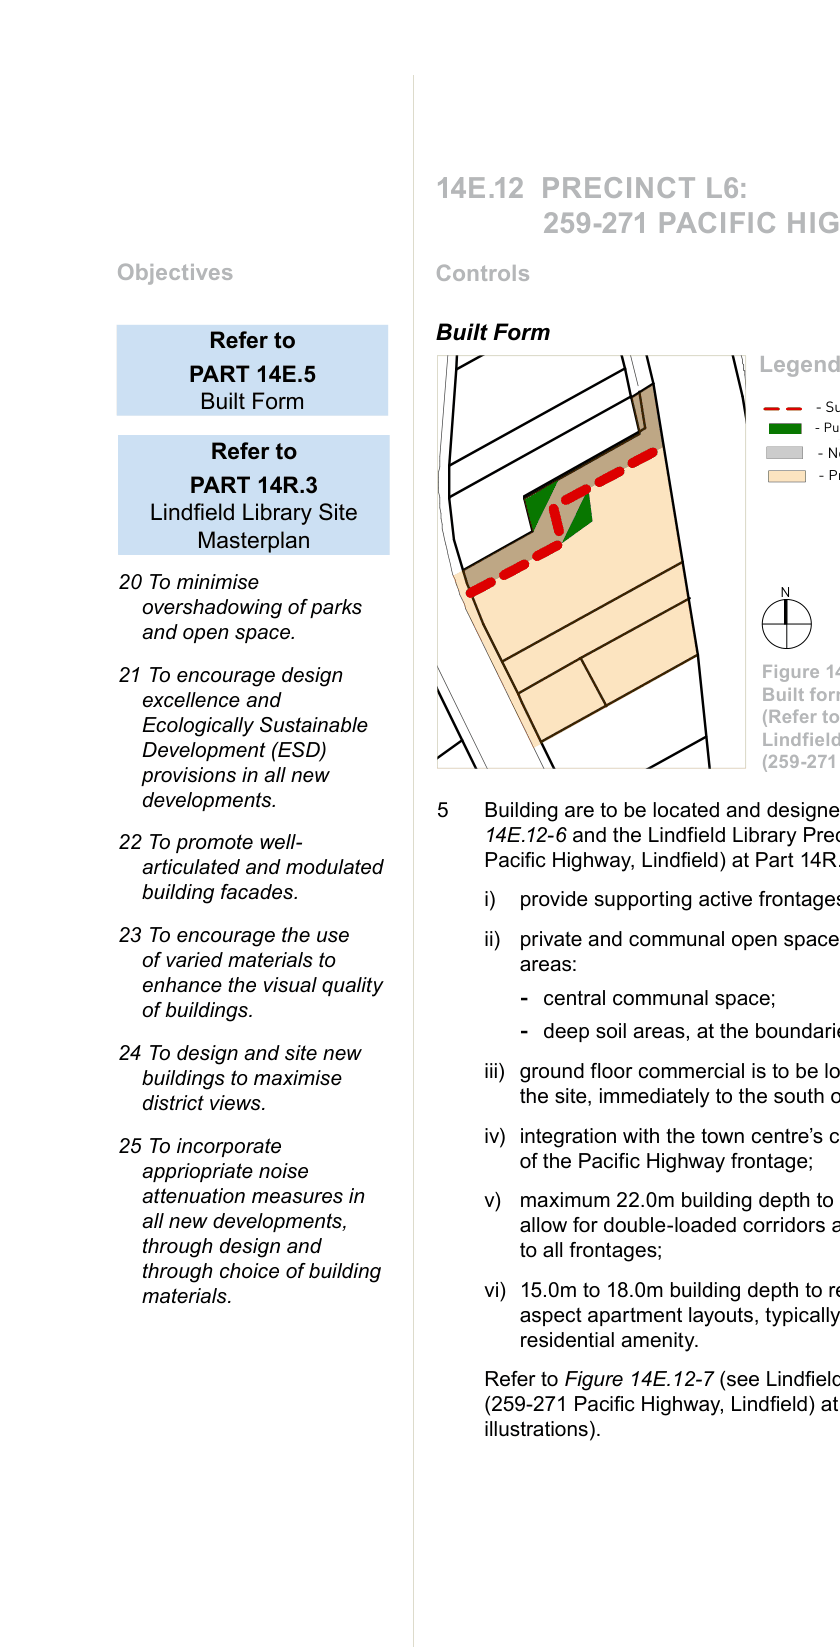 14E.12 PRECINCT L6:
259-271 PACIFIC HIG
Objectives
Refer to
PART 14E.5
Built Form
Refer to
PART 14R.3
Lindfield Library Site
Masterplan
20 To minimise
overshadowing of parks
and open space.
21 To encourage design
excellence and
Ecologically Sustainable
Development (ESD)
provisions in all new
developments.
22 To promote well-
articulated and modulated
building facades.
23 To encourage the use
of varied materials to
enhance the visual quality
of buildings.
24 To design and site new
buildings to maximise
district views.
25 To incorporate
appriopriate noise
attenuation measures in
all new developments,
through design and
through choice of building
materials.
Controls
Built Form
Legend
- Su
- Pu
- No
- Pr
N
Figure 14
Built forr
(Refer to
Lindfield
(259-271
5 Building are to be located and designe
14E.12-6 and the Lindfield Library Prec
Pacific Highway, Lindfield) at Part 14R.
i) provide supporting active frontages
ii) private and communal open space
areas:
- central communal space;
- deep soil areas, at the boundarie
iii) ground floor commercial is to be lo
the site, immediately to the south o
iv) integration with the town centre's c
of the Pacific Highway frontage;
v) maximum 22.0m building depth to
allow for double-loaded corridors a
to all frontages;
vi) 15.0m to 18.0m building depth to re
aspect apartment layouts, typically
residential amenity.
Refer to Figure 14E.12-7 (see Lindfield
(259-271 Pacific Highway, Lindfield) at
illustrations).